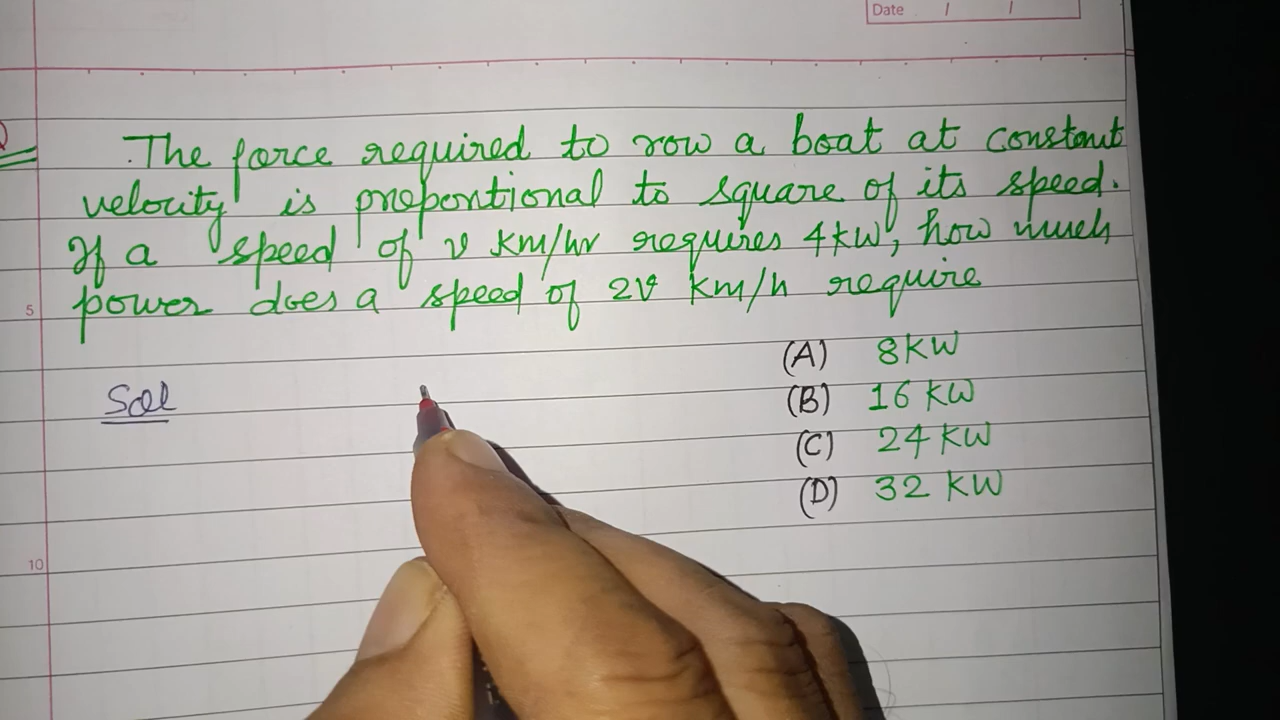 Date / /
The force required to row a boat at constant
velocity is propontional to square of its speed.
If a speed of v km/hr requires 4kW, how much
power does a speed of 2v km/h require
5
(A) 8KW
Sol
(B) 16 KW
(C) 24 KW
(D) 32 KW
10